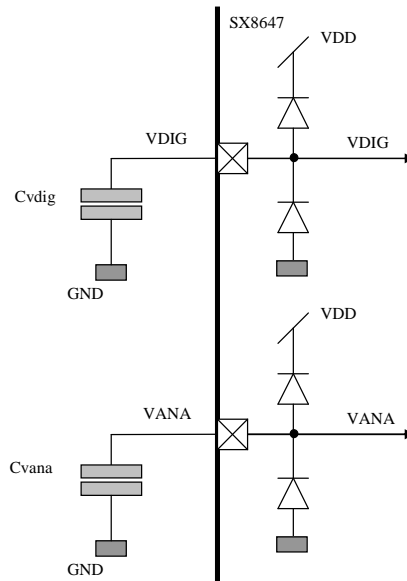 SX8647
VDD
VDIG
VDIG
Cvdig
GND
VDD
VANA
VANA
Cvana
GND